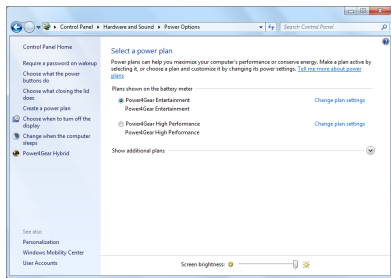 Control Panel ▸ Hardware and Sound ▸ Power Options
Search Control Panel
Control Panel Home
Require a password on wakeup
Choose what the power
buttons do
Choose what closing the lid
does
Create a power plan
Choose when to turn off the
display
Change when the computer
sleeps
Power4Gear Hybrid
See also
Personalization
Windows Mobility Center
User Accounts
Select a power plan
Power plans can help you maximize your computer's performance or conserve energy. Make a plan active by
selecting it, or choose a plan and customize it by changing its power settings. Tell me more about power
plans
Plans shown on the battery meter
Power4Gear Entertainment Change plan settings
Power4Gear Entertainment
Power4Gear High Performance Change plan settings
Power4Gear High Performance
Show additional plans
Screen brightness: